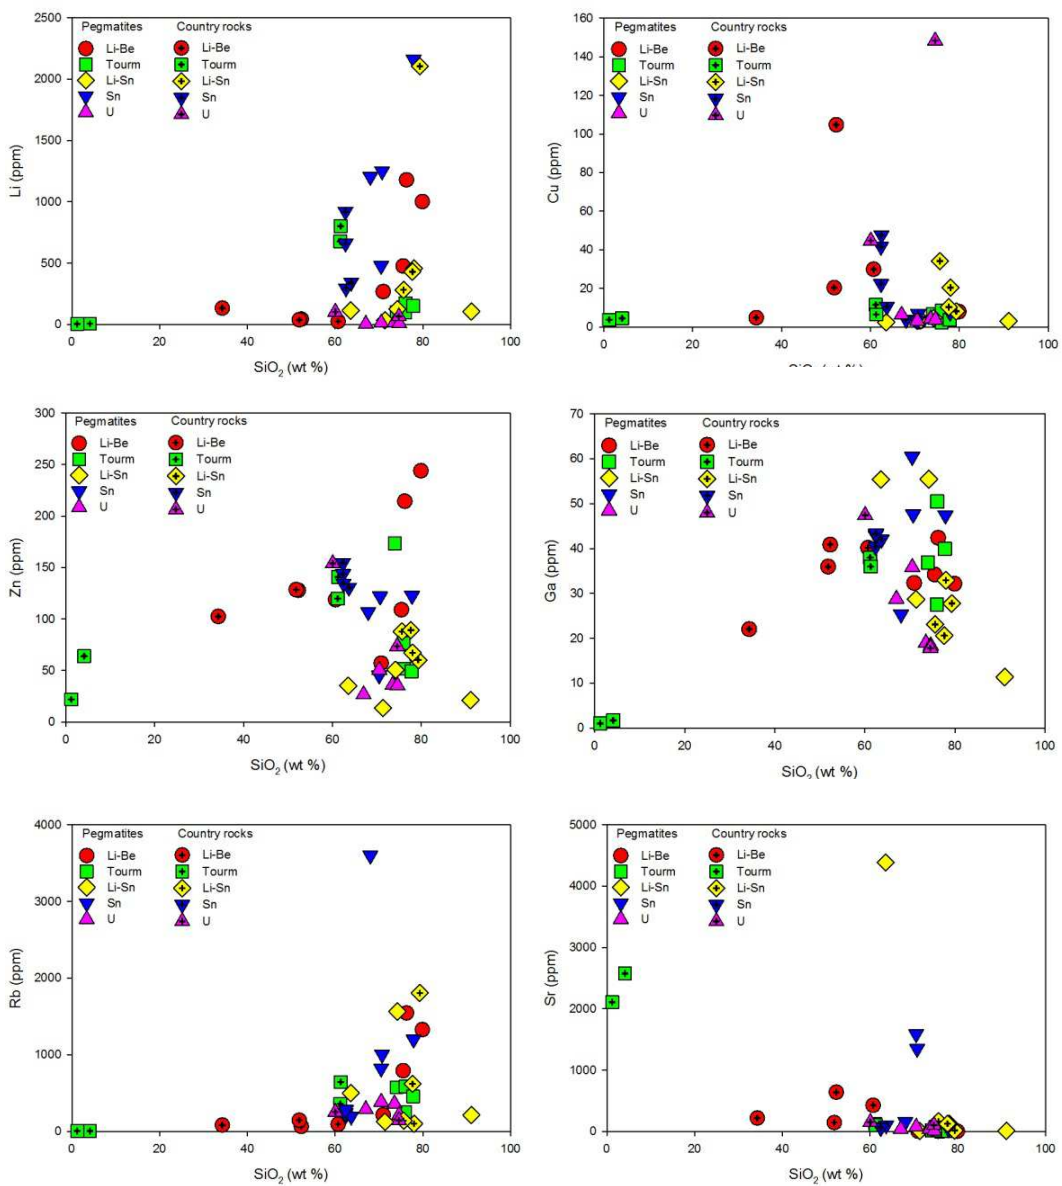 Pegmatites Country rocks
Li-Be Li-Be
Tourm Tourm
Li-Sn Li-Sn
Sn Sn
U U
2500
2000
1500
1000
500
0
Li (ppm)
0 20 40 60 80 100
SiO2 (wt %)
Pegmatites Country rocks
Li-Be Li-Be
Tourm Tourm
Li-Sn Li-Sn
Sn Sn
U U
160
140
120
100
80
60
40
20
0
Cu (ppm)
0 20 40 60 80 100
Pegmatites Country rocks
Li-Be Li-Be
Tourm Tourm
Li-Sn Li-Sn
Sn Sn
U U
300
250
200
150
100
50
0
Zn (ppm)
0 20 40 60 80 100
SiO2 (wt %)
Pegmatites Country rocks
Li-Be Li-Be
Tourm Tourm
Li-Sn Li-Sn
Sn Sn
U U
70
60
50
40
30
20
10
0
Ga (ppm)
0 20 40 60 80 100
SiO2 (wt %)
Pegmatites Country rocks
Li-Be Li-Be
Tourm Tourm
Li-Sn Li-Sn
Sn Sn
U U
4000
3000
2000
1000
0
Rb (ppm)
0 20 40 60 80 100
SiO2 (wt %)
Pegmatites Country rocks
Li-Be Li-Be
Tourm Tourm
Li-Sn Li-Sn
Sn Sn
U U
5000
4000
3000
2000
1000
0
Sr (ppm)
0 20 40 60 80 100
SiO2 (wt %)